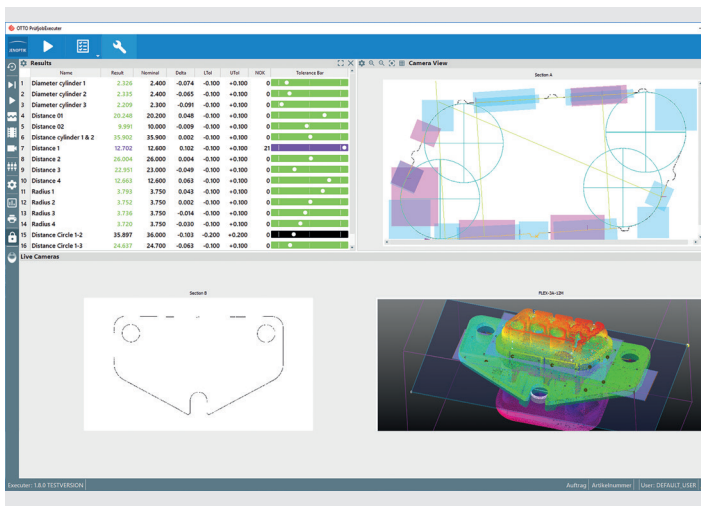 OTTO ProfJobExecuter
JENOPTIK
Results
Camera View
Name Result Nominal Delta LTol UTol NOK Tolerance Bar
1 Diameter cylinder 1 2.326 2.400 -0.074 -0.100 +0.100 0
2 Diameter cylinder 2 2.335 2.400 -0.065 -0.100 +0.100 0
3 Diameter cylinder 3 2.209 2.300 -0.091 -0.100 +0.100 0
4 Distance 01 20.248 20.200 0.048 -0.100 +0.100 0
5 Distance 02 9.991 10.000 -0.009 -0.100 +0.100 0
6 Distance cylinder 1 & 2 35.902 35.900 0.002 -0.100 +0.100 0
7 Distance 1 12.702 12.600 0.102 -0.100 +0.100 21
8 Distance 2 26.004 26.000 0.004 -0.100 +0.100 0
9 Distance 3 22.951 23.000 -0.049 -0.100 +0.100 0
10 Distance 4 12.663 12.600 0.063 -0.100 +0.100 0
11 Radius 1 3.793 3.750 0.043 -0.100 +0.100 0
12 Radius 2 3.752 3.750 0.002 -0.100 +0.100 0
13 Radius 3 3.736 3.750 -0.014 -0.100 +0.100 0
14 Radius 4 3.720 3.750 -0.030 -0.100 +0.100 0
15 Distance Circle 1-2 35.897 36.000 -0.103 -0.200 +0.200 0
16 Distance Circle 1-3 24.637 24.700 -0.063 -0.100 +0.100 0
Section A
Live Cameras
Section B
FLEX-3A-L2M
Executer: 1.8.0 TESTVERSION
Auftrag
Artikelnummer
User: DEFAULT_USER